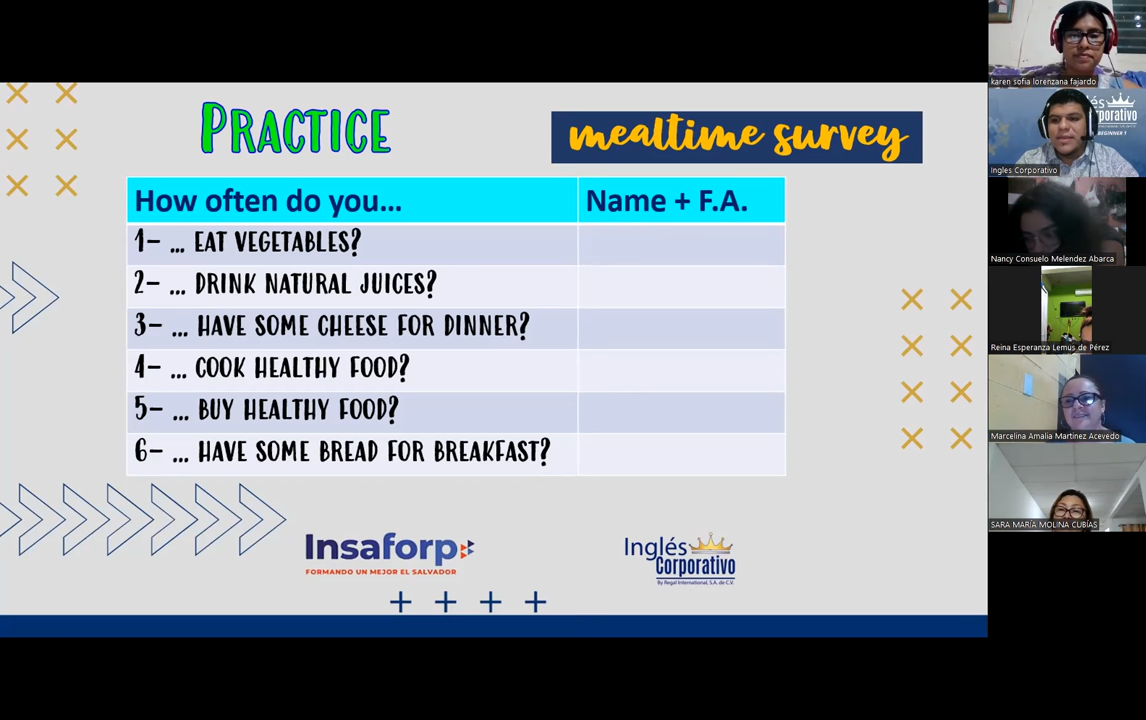 PRACTICE
mealtime survey
How often do you...
Name + F.A.
1- ... EAT VEGETABLES?
2- ... DRINK NATURAL JUICES?
3- ... HAVE SOME CHEESE FOR DINNER?
4- ... COOK HEALTHY FOOD?
5- ... BUY HEALTHY FOOD?
6- ... HAVE SOME BREAD FOR BREAKFAST?
Insaforp
FORMANDO UN MEJOR EL SALVADOR
Inglés
Corporativo
By Regal International, S.A. de C.V.
karen sofia lorenzana fajardo
Corporativo
BEGINNER 1
Ingles Corporativo
Nancy Consuelo Melendez Abarca
Reina Esperanza Lemus de Pérez
Marcelina Amalia Martinez Acevedo
SARA MARÍA MOLINA CUBÍAS